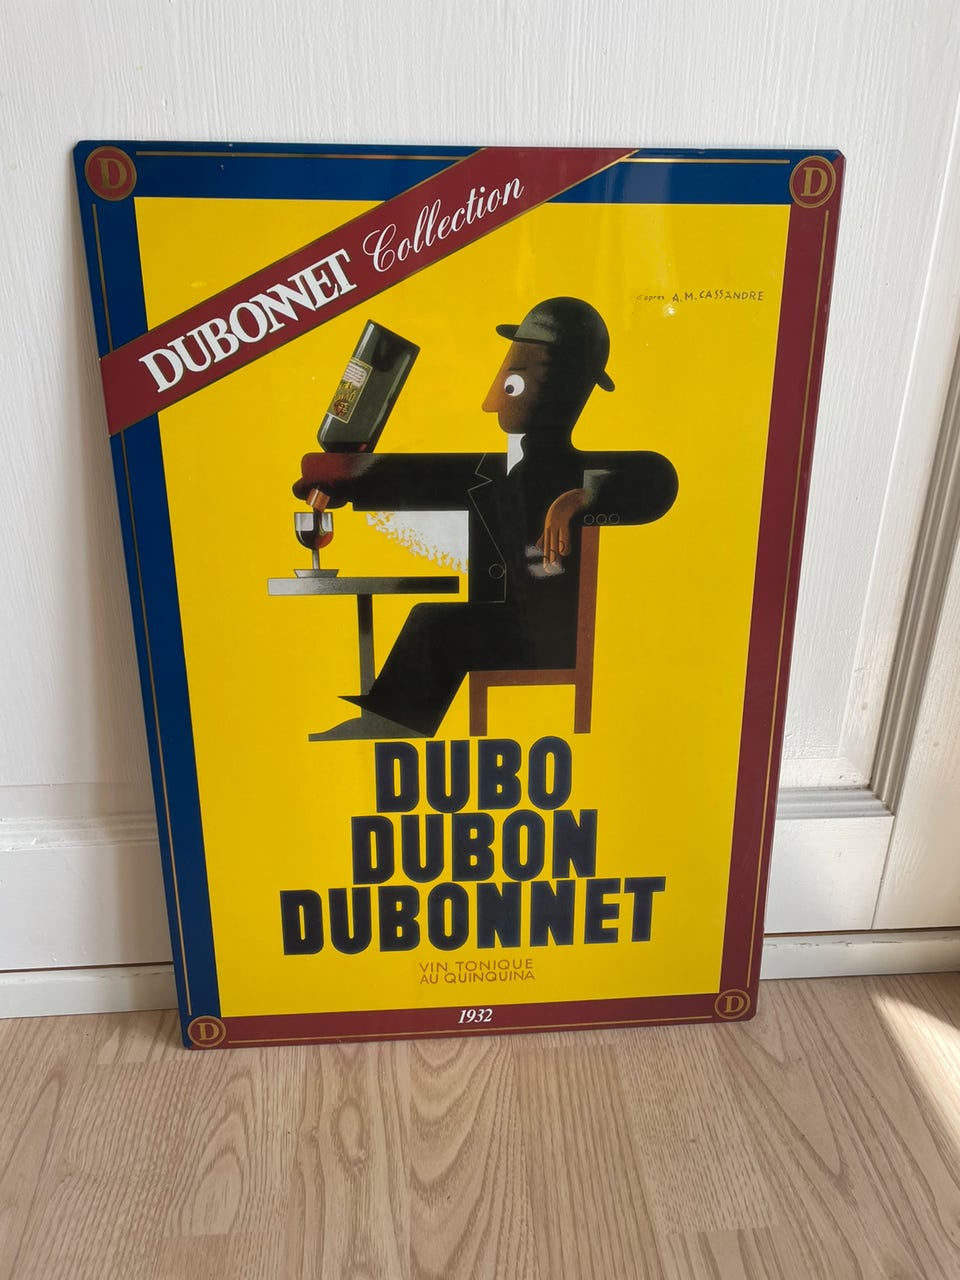 D
D
DUBONNET Collection
d'après A.M. CASSANDRE
DUBO
DUBON
DUBONNET
VIN TONIQUE
AU QUINQUINA
1932
D
D